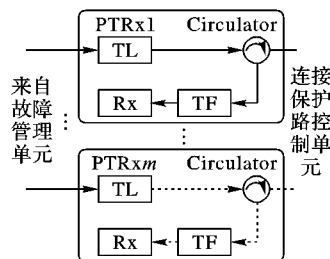 PTRx1 Circulator
TL
Rx TF
来自
故障
管理
单元
连接
保护
路控
制单
元
PTRxm Circulator
TL
Rx TF